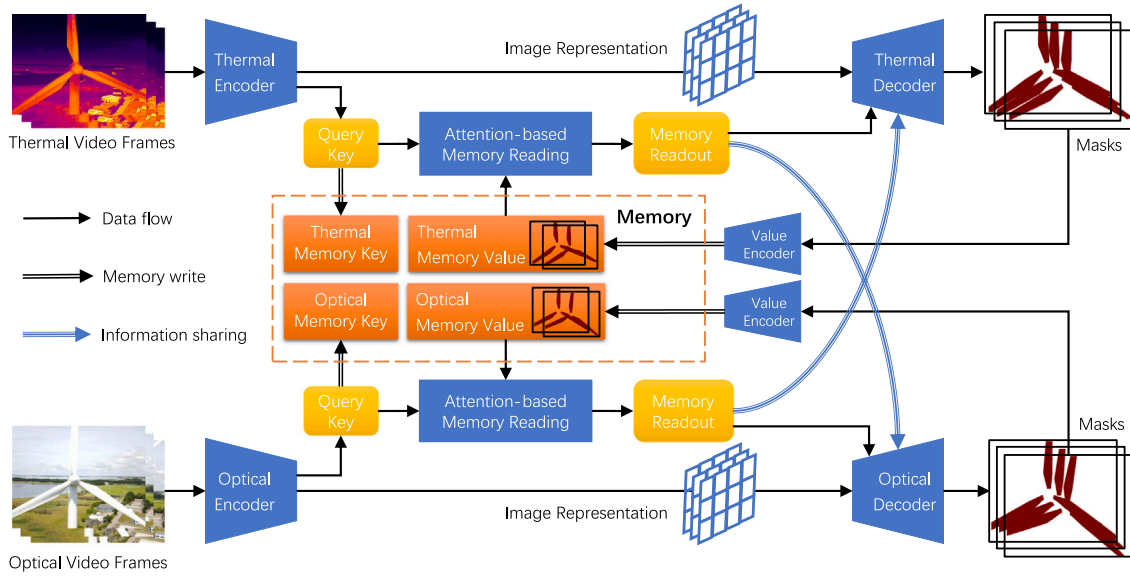 Thermal Video Frames
Thermal
Encoder
Image Representation
Thermal
Decoder
Masks
Query
Key
Attention-based
Memory Reading
Memory
Readout
Data flow
Memory write
Information sharing
Memory
Thermal
Memory Key
Thermal
Memory Value
Value
Encoder
Optical
Memory Key
Optical
Memory Value
Value
Encoder
Query
Key
Attention-based
Memory Reading
Memory
Readout
Masks
Optical
Encoder
Image Representation
Optical
Decoder
Optical Video Frames